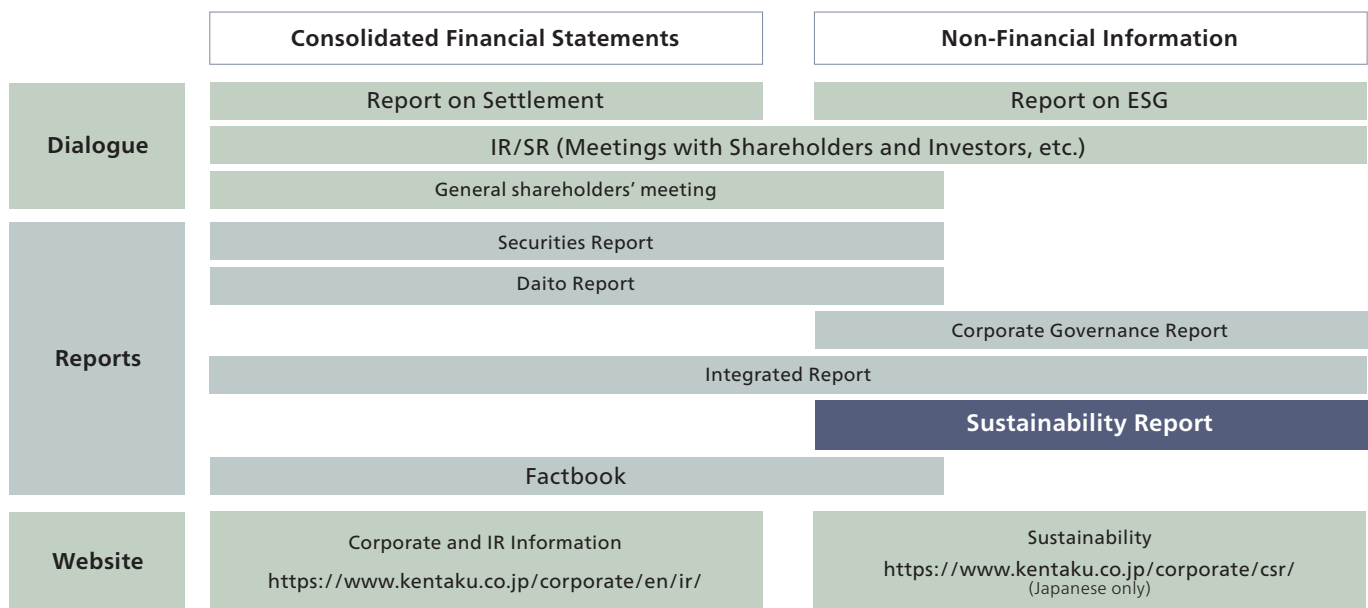 Consolidated Financial Statements
Non-Financial Information
Dialogue
Report on Settlement
Report on ESG
IR/SR (Meetings with Shareholders and Investors, etc.)
General shareholders’ meeting
Reports
Securities Report
Daito Report
Corporate Governance Report
Integrated Report
Sustainability Report
Factbook
Website
Corporate and IR Information
https://www.kentaku.co.jp/corporate/en/ir/
Sustainability
https://www.kentaku.co.jp/corporate/csr/
(Japanese only)